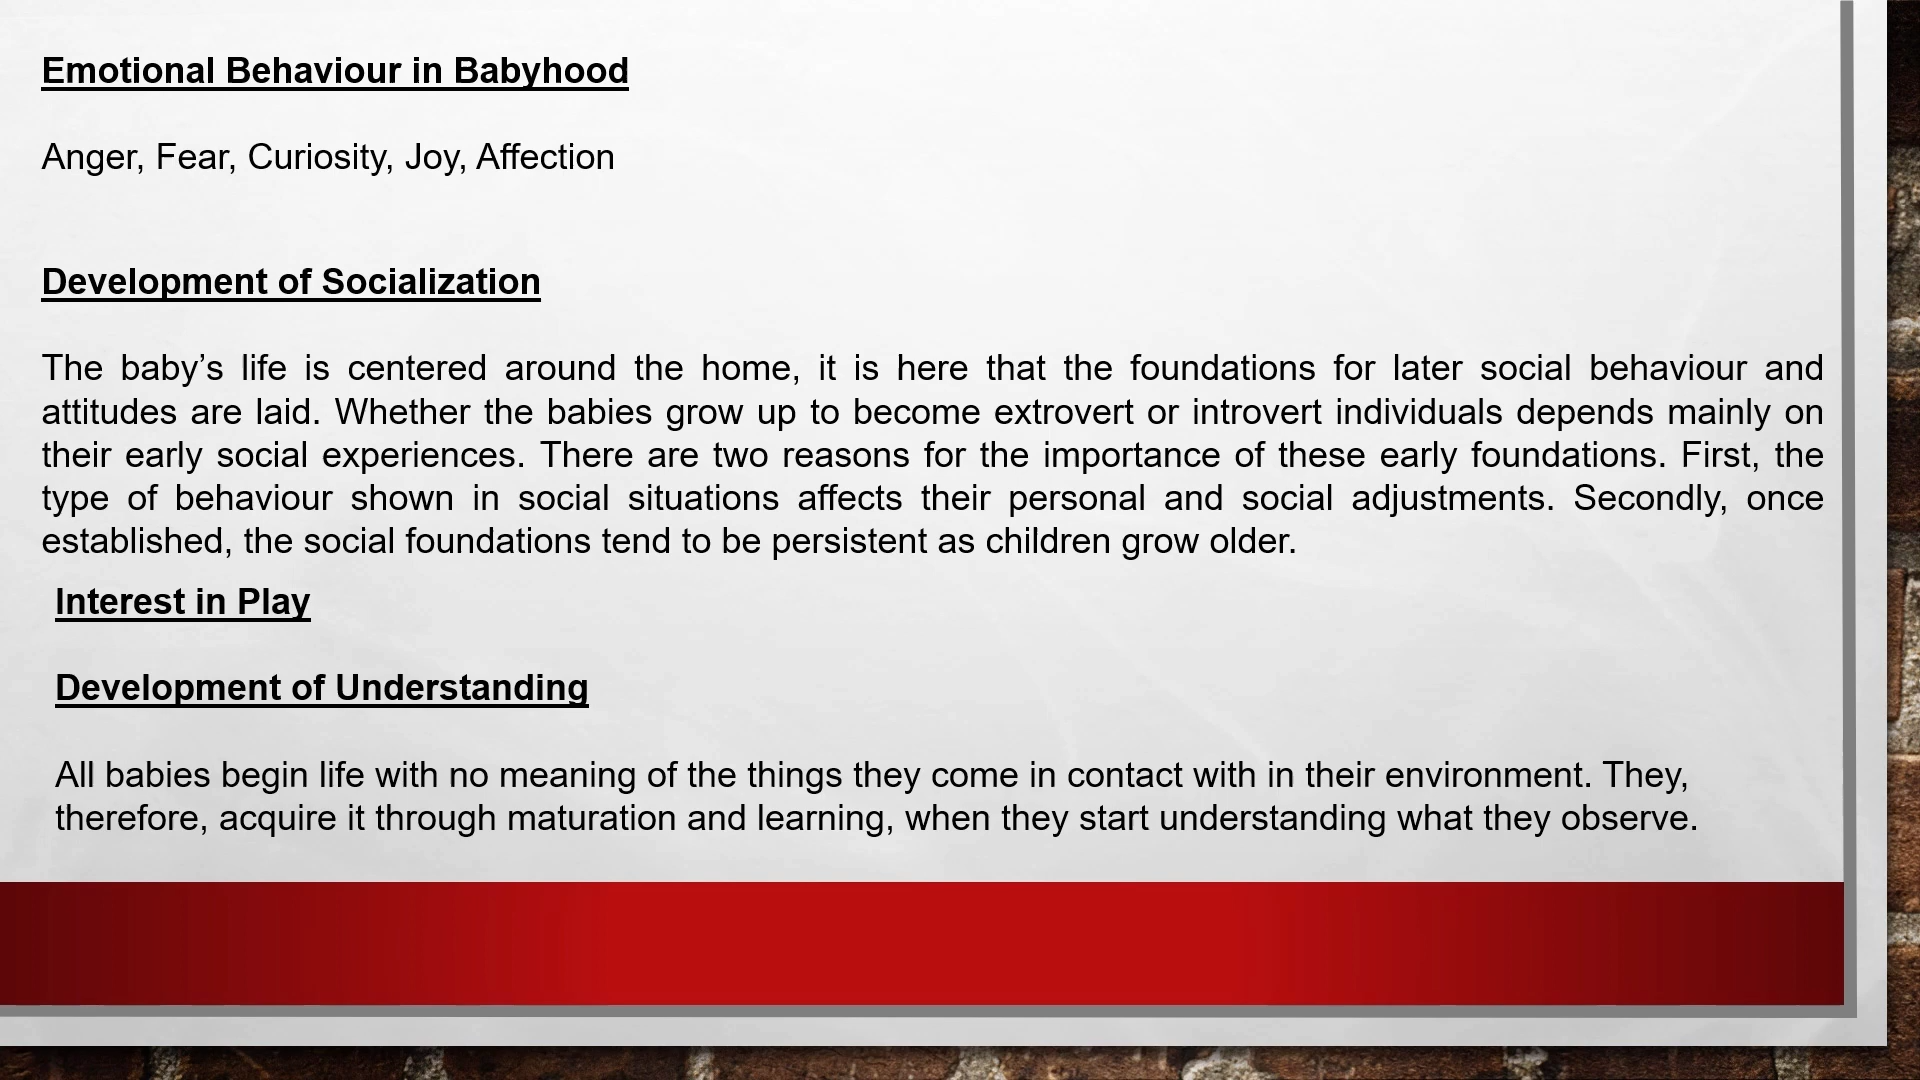 Emotional Behaviour in Babyhood
Anger, Fear, Curiosity, Joy, Affection
Development of Socialization
The baby’s life is centered around the home, it is here that the foundations for later social behaviour and
attitudes are laid. Whether the babies grow up to become extrovert or introvert individuals depends mainly on
their early social experiences. There are two reasons for the importance of these early foundations. First, the
type of behaviour shown in social situations affects their personal and social adjustments. Secondly, once
established, the social foundations tend to be persistent as children grow older.
Interest in Play
Development of Understanding
All babies begin life with no meaning of the things they come in contact with in their environment. They,
therefore, acquire it through maturation and learning, when they start understanding what they observe.